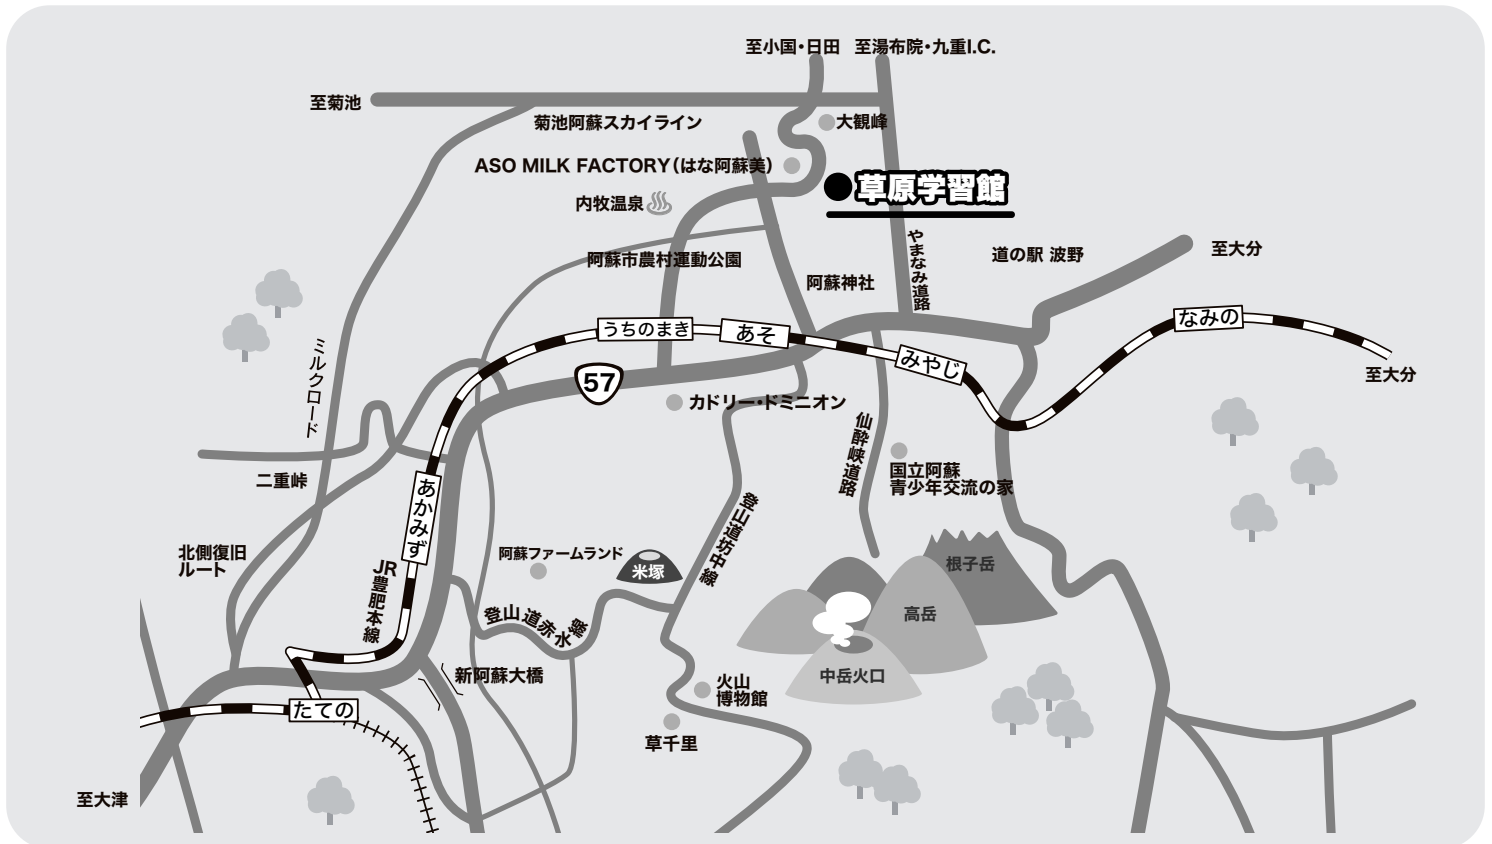 至小国・日田
至湯布院・九重I.C.
至菊池
菊池阿蘇スカイライン
大観峰
ASO MILK FACTORY(はな阿蘇美)
草原学習館
内牧温泉
やまなみ道路
道の駅 波野
至大分
阿蘇市農村運動公園
阿蘇神社
うちのまき
あそ
みやじ
なみの
至大分
ミルクロード
57
カドリー・ドミニオン
仙酔峡道路
国立阿蘇
青少年交流の家
二重峠
あかみず
登山道坊中線
北側復旧
ルート
JR豊肥本線
阿蘇ファームランド
米塚
根子岳
高岳
登山道赤水線
中岳火口
新阿蘇大橋
火山
博物館
たての
草千里
至大津